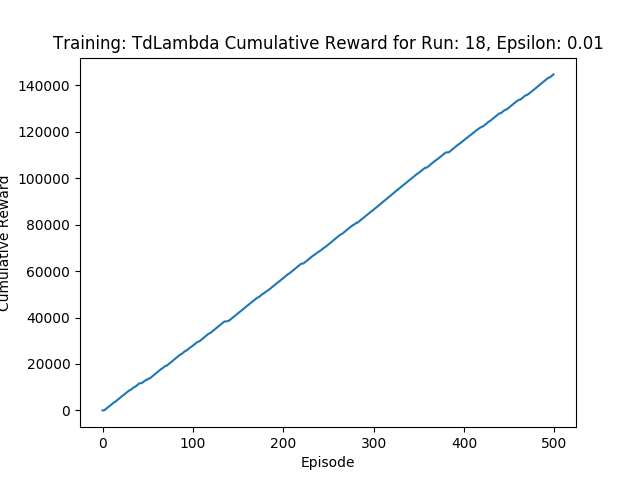 Training: TdLambda Cumulative Reward for Run: 18, Epsilon: 0.01
140000
120000
100000
80000
60000
40000
20000
0
Cumulative Reward
0 100 200 300 400 500
Episode